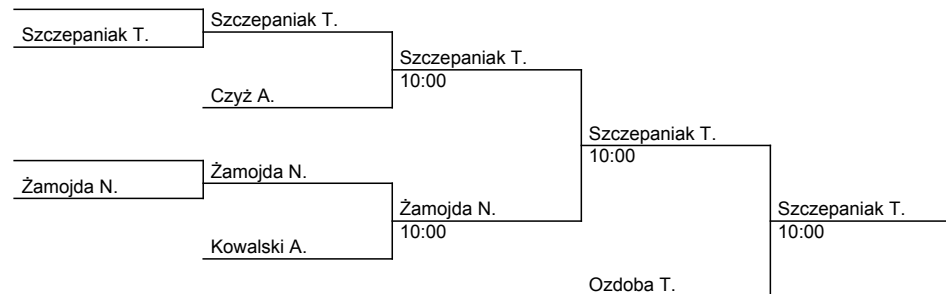 Szczepaniak T.
Szczepaniak T.
Szczepaniak T.
10:00
Czyż A.
Szczepaniak T.
10:00
Żamojda N.
Żamojda N.
Żamojda N.
10:00
Szczepaniak T.
10:00
Kowalski A.
Ozdoba T.